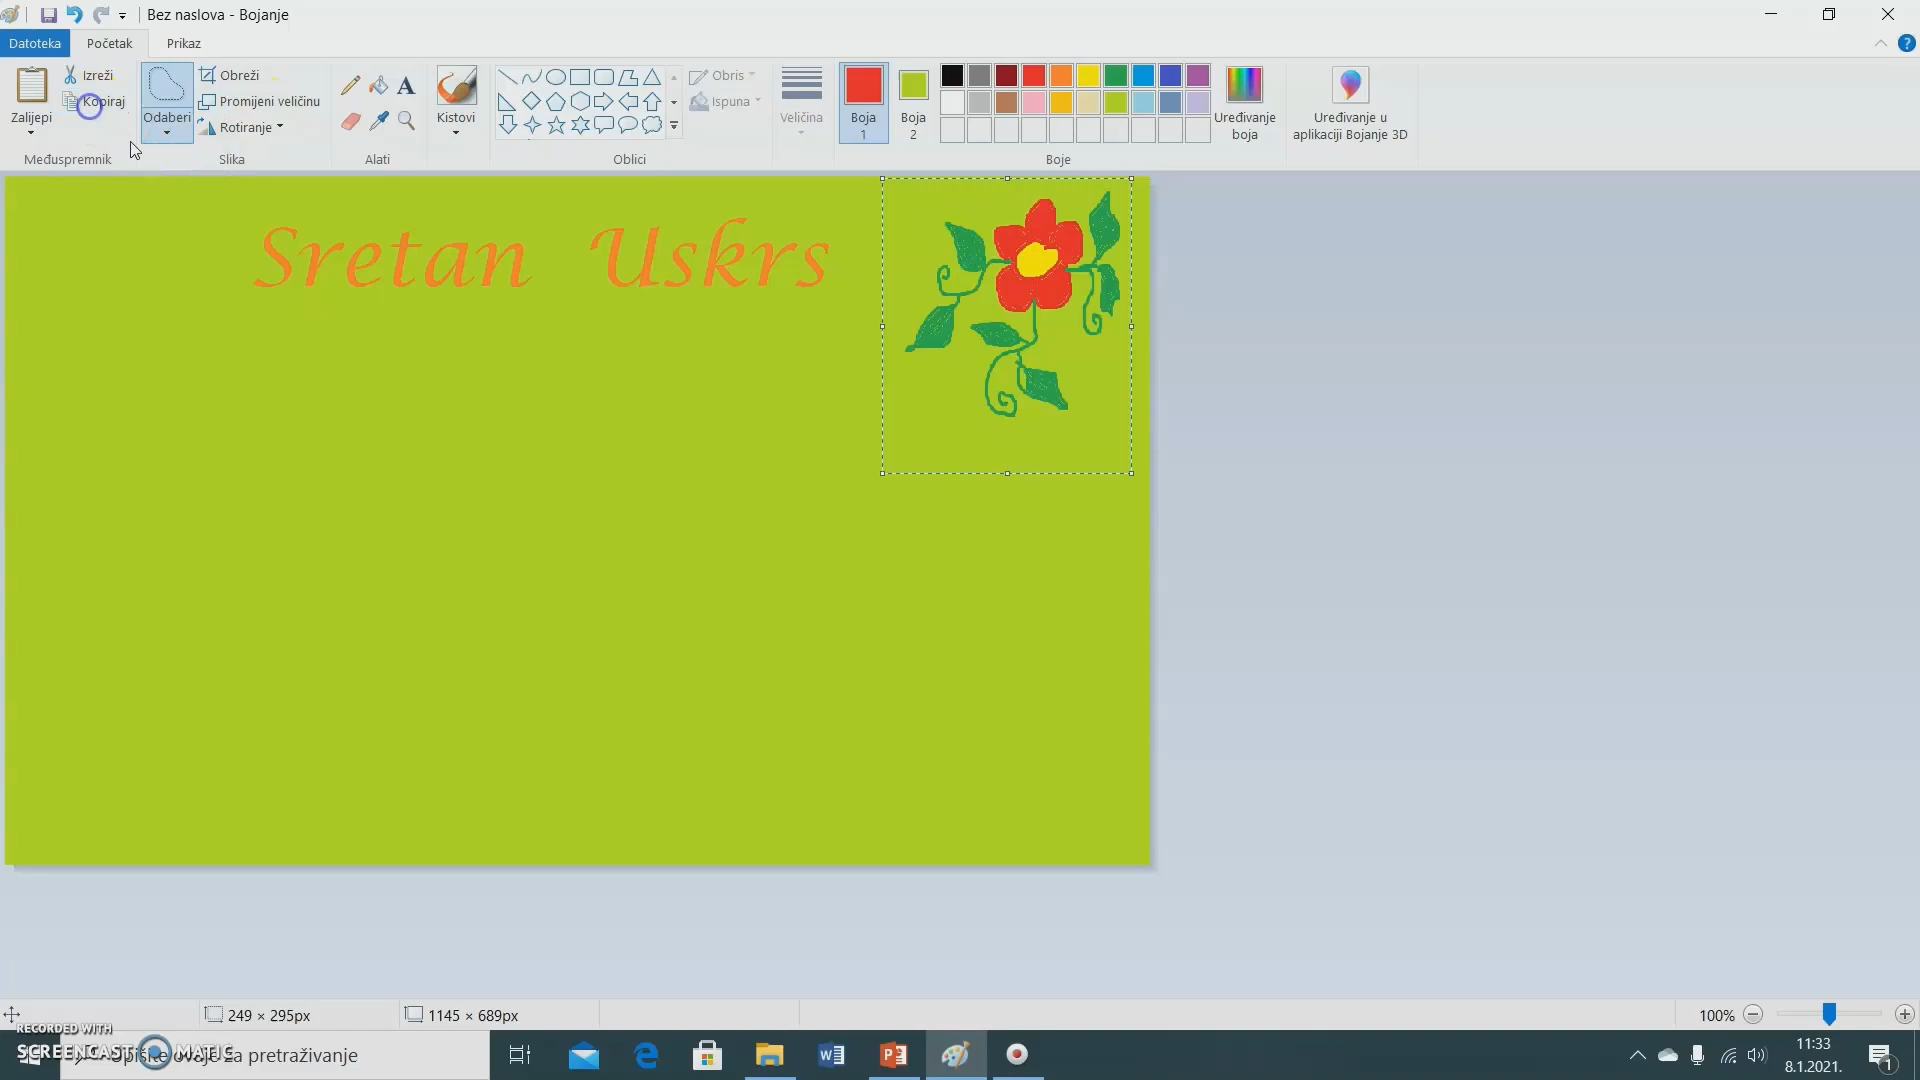 Bez naslova - Bojanje
Datoteka
Početak
Prikaz
Zalijepi
Izreži
Kopiraj
Međuspremnik
Odaberi
Obreži
Promijeni veličinu
Rotiranje
Slika
Alati
Kistovi
Obris
Ispuna
Oblici
Veličina
Boja
1
Boja
2
Boje
Uređivanje
boja
Uređivanje u
aplikaciji Bojanje 3D
Sretan Uskrs
249 × 295px
1145 × 689px
100%
RECORDED WITH
SCREENCAST MATIC
za pretraživanje
11:33
8.1.2021.
1